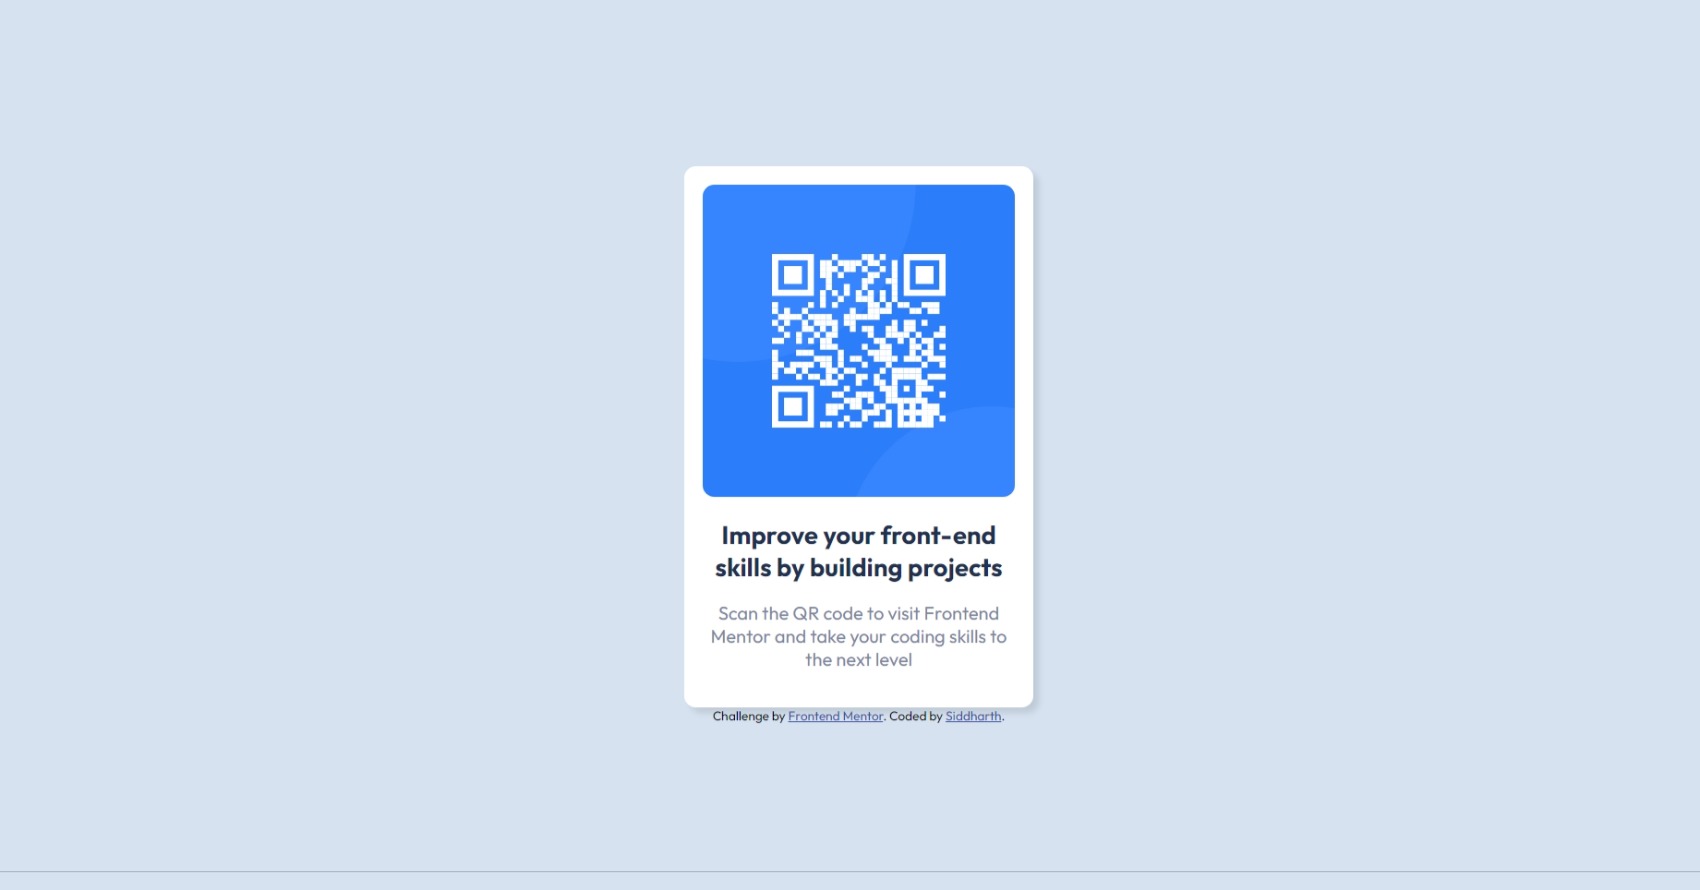 Improve your front-end
skills by building projects
Scan the QR code to visit Frontend
Mentor and take your coding skills to
the next level
Challenge by Frontend Mentor. Coded by Siddharth.